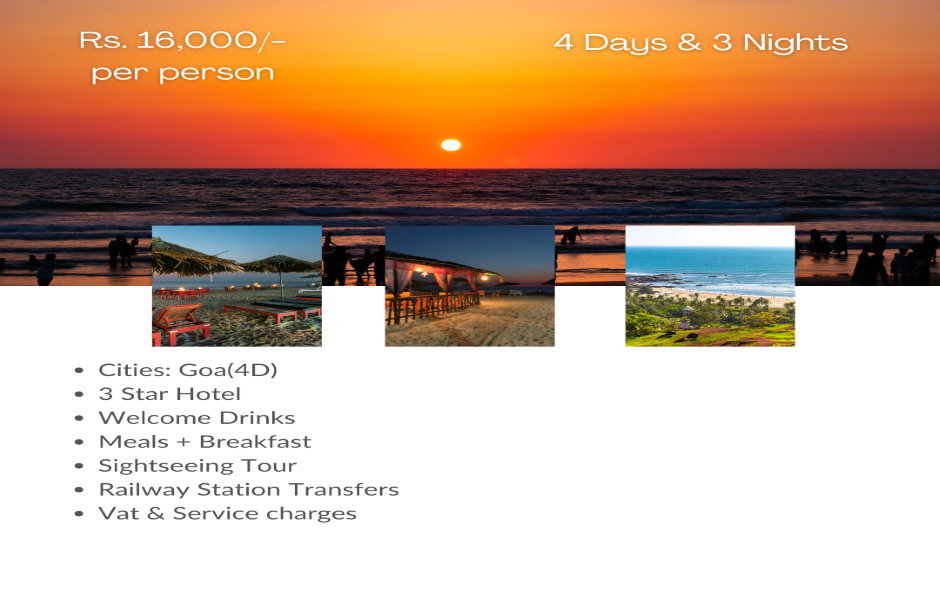 Rs. 16,000/-
per person
4 Days & 3 Nights
• Cities: Goa(4D)
• 3 Star Hotel
• Welcome Drinks
• Meals + Breakfast
• Sightseeing Tour
• Railway Station Transfers
• Vat & Service charges